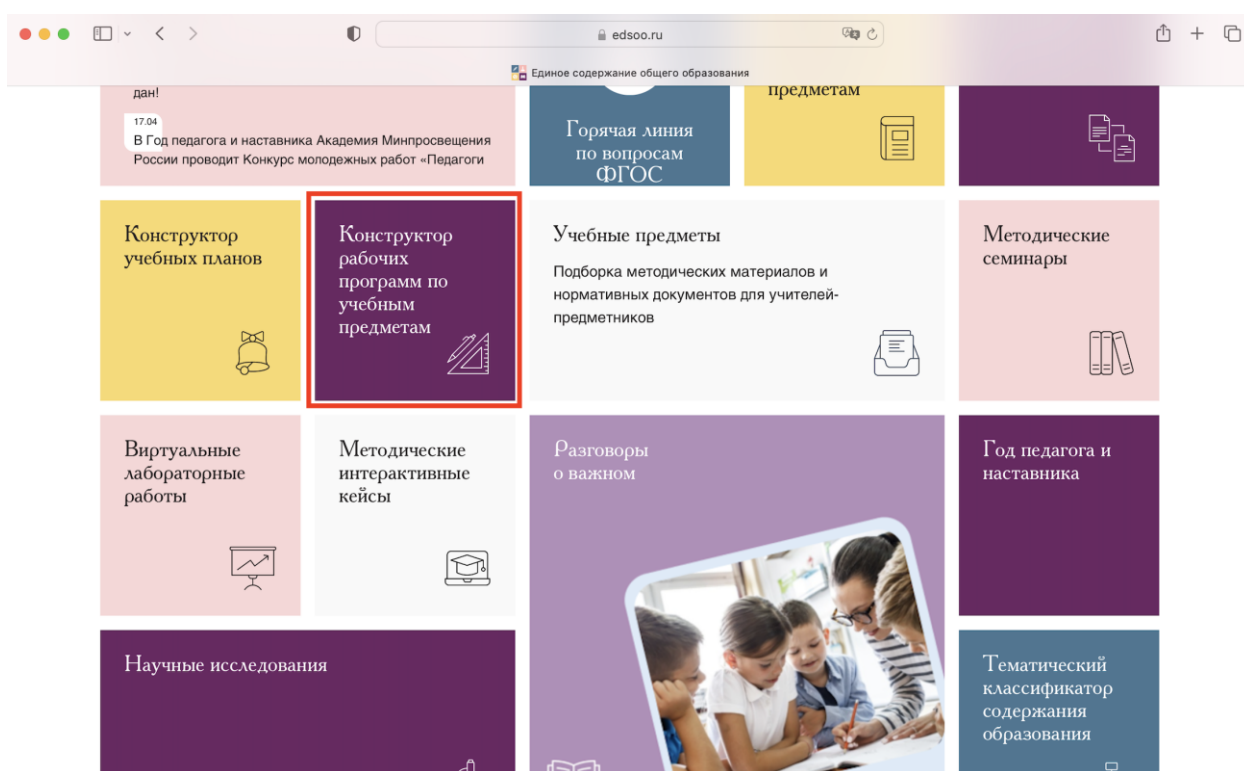 edsoo.ru
Единое содержание общего образования
дан!
17.04
В Год педагога и наставника Академия Минпросвещения
России проводит Конкурс молодежных работ «Педагоги
Горячая линия
по вопросам
ФГОС
предметам
Конструктор
учебных планов
Конструктор
рабочих
программ по
учебным
предметам
Учебные предметы
Подборка методических материалов и
нормативных документов для учителей-
предметников
Методические
семинары
Виртуальные
лабораторные
работы
Методические
интерактивные
кейсы
Разговоры
о важном
Год педагога и
наставника
Научные исследования
Тематический
классификатор
содержания
образования